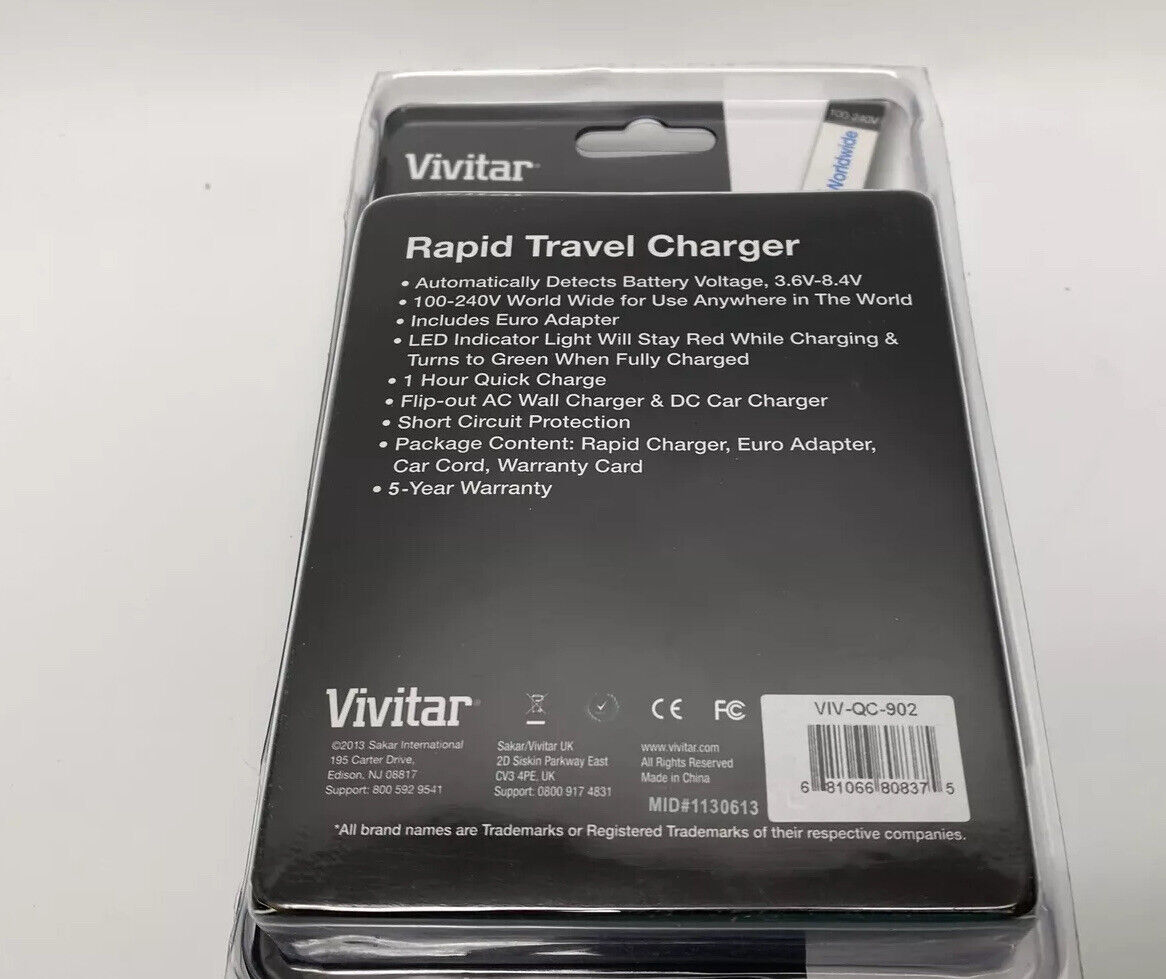 Vivitar
100-240V
Worldwide
Rapid Travel Charger
• Automatically Detects Battery Voltage, 3.6V-8.4V
• 100-240V World Wide for Use Anywhere in The World
• Includes Euro Adapter
• LED Indicator Light Will Stay Red While Charging &
Turns to Green When Fully Charged
• 1 Hour Quick Charge
• Flip-out AC Wall Charger & DC Car Charger
• Short Circuit Protection
• Package Content: Rapid Charger, Euro Adapter,
Car Cord, Warranty Card
• 5-Year Warranty
Vivitar
CE FC
©2013 Sakar International
195 Carter Drive,
Edison, NJ 08817
Support: 800 592 9541
Sakar/Vivitar UK
2D Siskin Parkway East
CV3 4PE, UK
Support: 0800 917 4831
www.vivitar.com
All Rights Reserved
Made in China
MID#1130613
VIV-QC-902
6 81066 80837 5
*All brand names are Trademarks or Registered Trademarks of their respective companies.